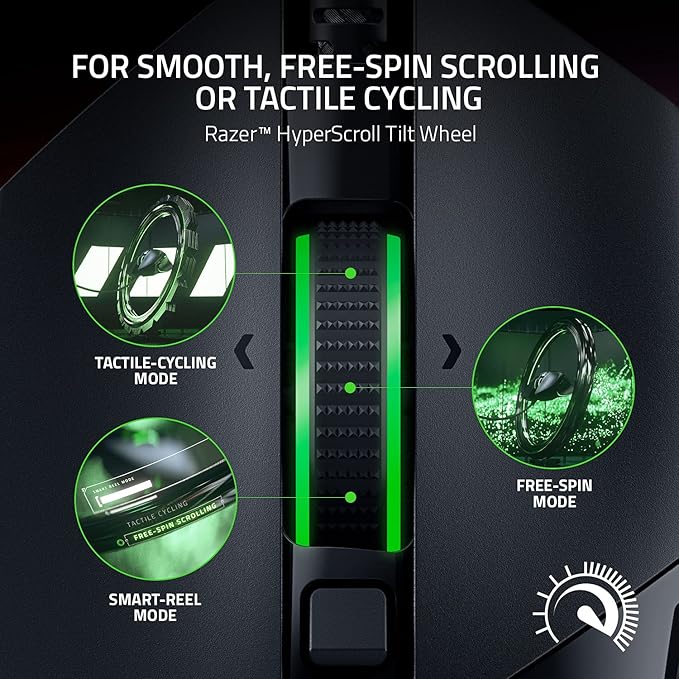 FOR SMOOTH, FREE-SPIN SCROLLING
OR TACTILE CYCLING
Razer™ HyperScroll Tilt Wheel
TACTILE-CYCLING
MODE
FREE-SPIN
MODE
SMART REEL MODE
TACTILE CYCLING
FREE-SPIN SCROLLING
SMART-REEL
MODE